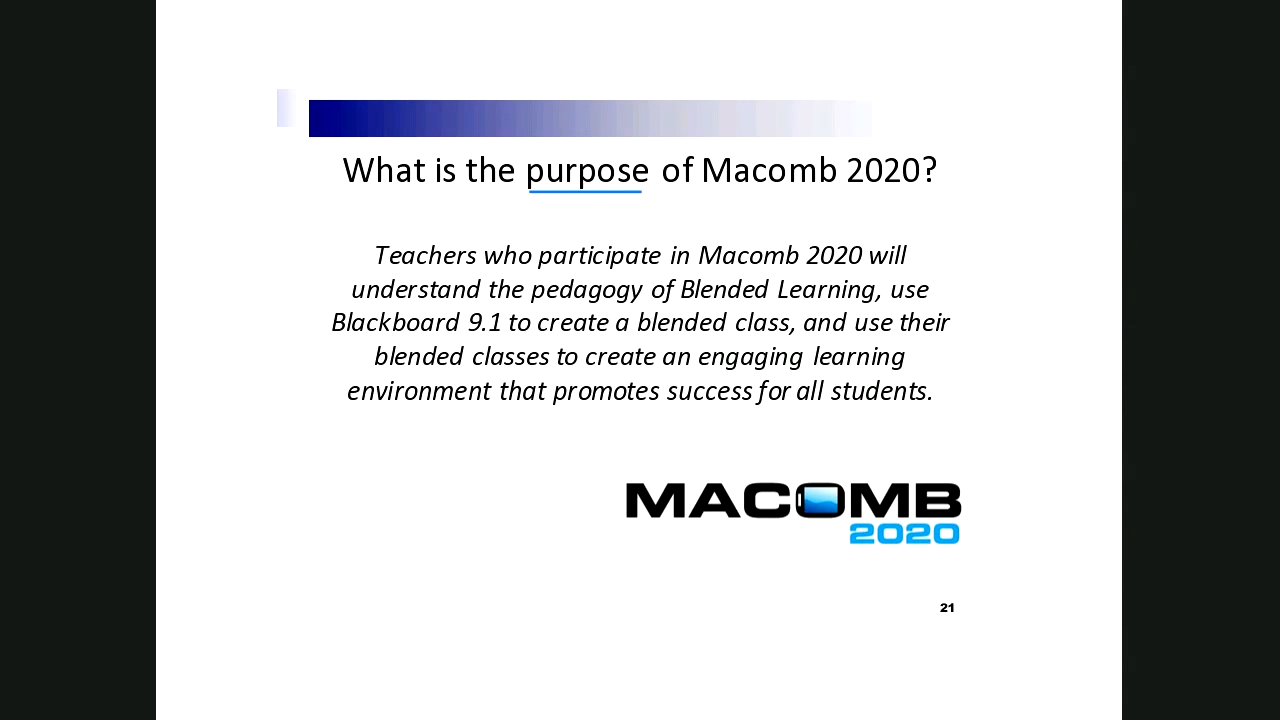 What is the purpose of Macomb 2020?
Teachers who participate in Macomb 2020 will
understand the pedagogy of Blended Learning, use
Blackboard 9.1 to create a blended class, and use their
blended classes to create an engaging learning
environment that promotes success for all students.
MACOMB
2020
21